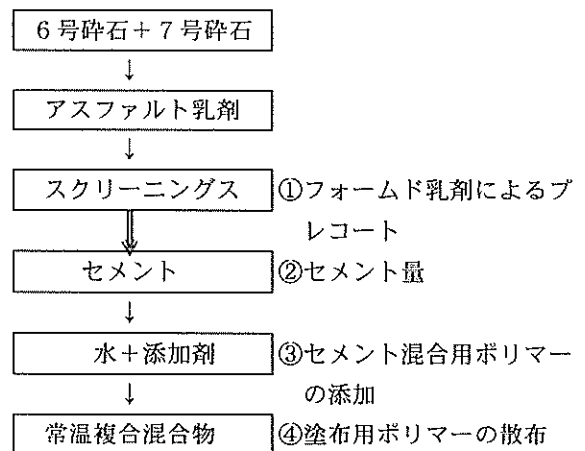 6号砕石＋7号砕石
↓
アスファルト乳剤
↓
スクリーニングス ①フォームド乳剤によるプ
レコート
セメント ②セメント量
↓
水＋添加剤 ③セメント混合用ポリマー
↓ の添加
常温複合混合物 ④塗布用ポリマーの散布